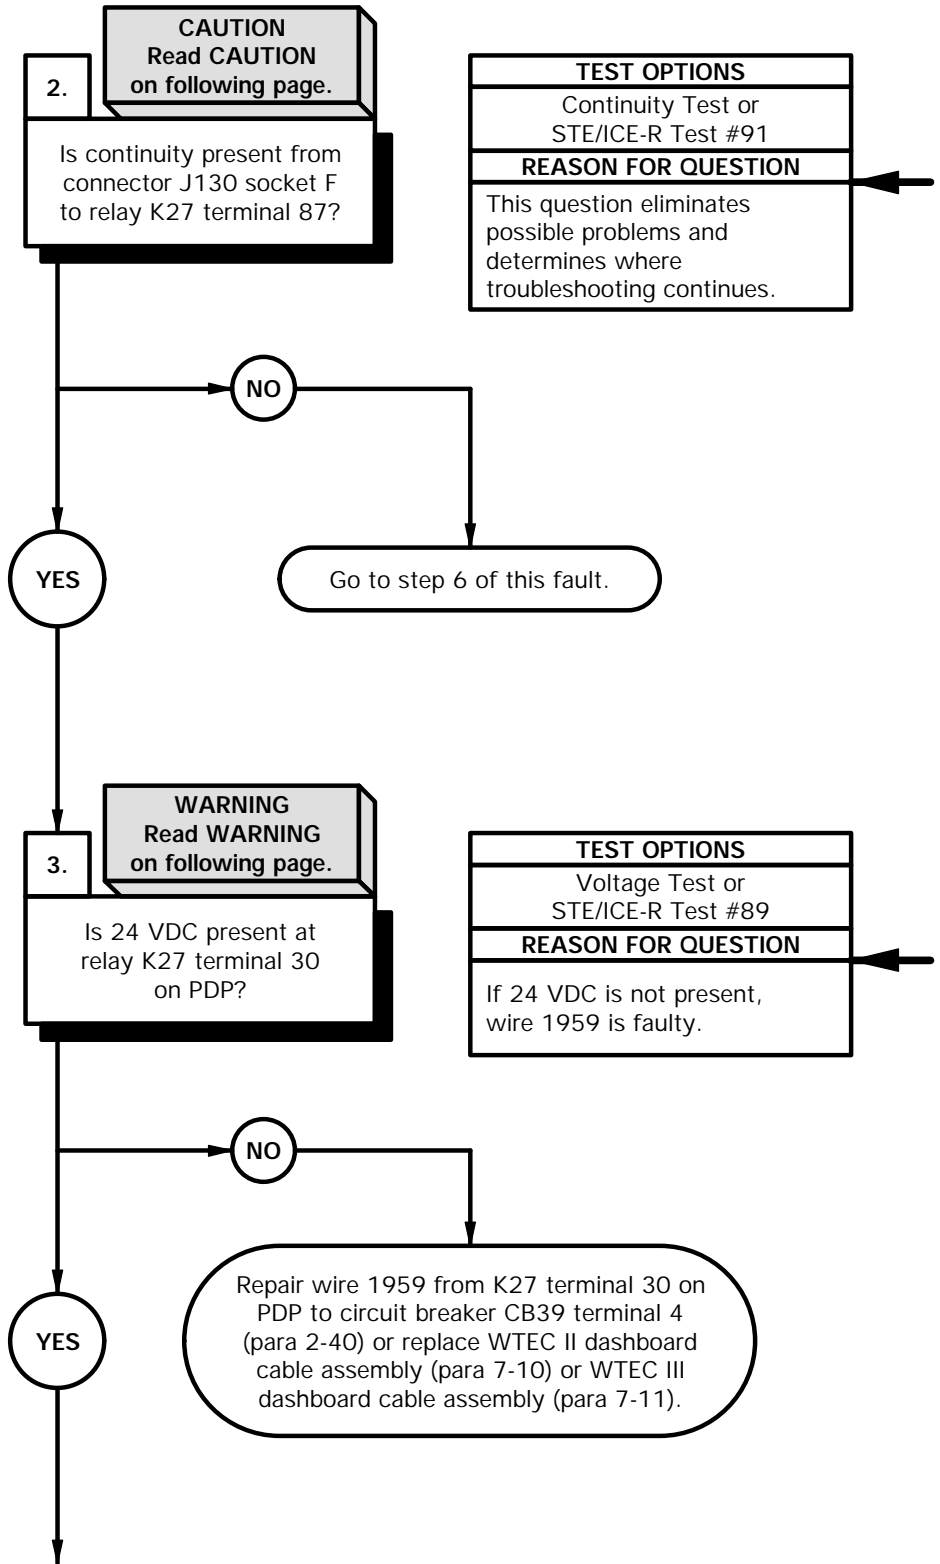 CAUTION
Read CAUTION
on following page.
2.
Is continuity present from
connector J130 socket F
to relay K27 terminal 87?
TEST OPTIONS
Continuity Test or
STE/ICE-R Test #91
REASON FOR QUESTION
This question eliminates
possible problems and
determines where
troubleshooting continues.
NO
YES
Go to step 6 of this fault.
WARNING
Read WARNING
on following page.
3.
Is 24 VDC present at
relay K27 terminal 30
on PDP?
TEST OPTIONS
Voltage Test or
STE/ICE-R Test #89
REASON FOR QUESTION
If 24 VDC is not present,
wire 1959 is faulty.
NO
YES
Repair wire 1959 from K27 terminal 30 on
PDP to circuit breaker CB39 terminal 4
(para 2-40) or replace WTEC II dashboard
cable assembly (para 7-10) or WTEC III
dashboard cable assembly (para 7-11).